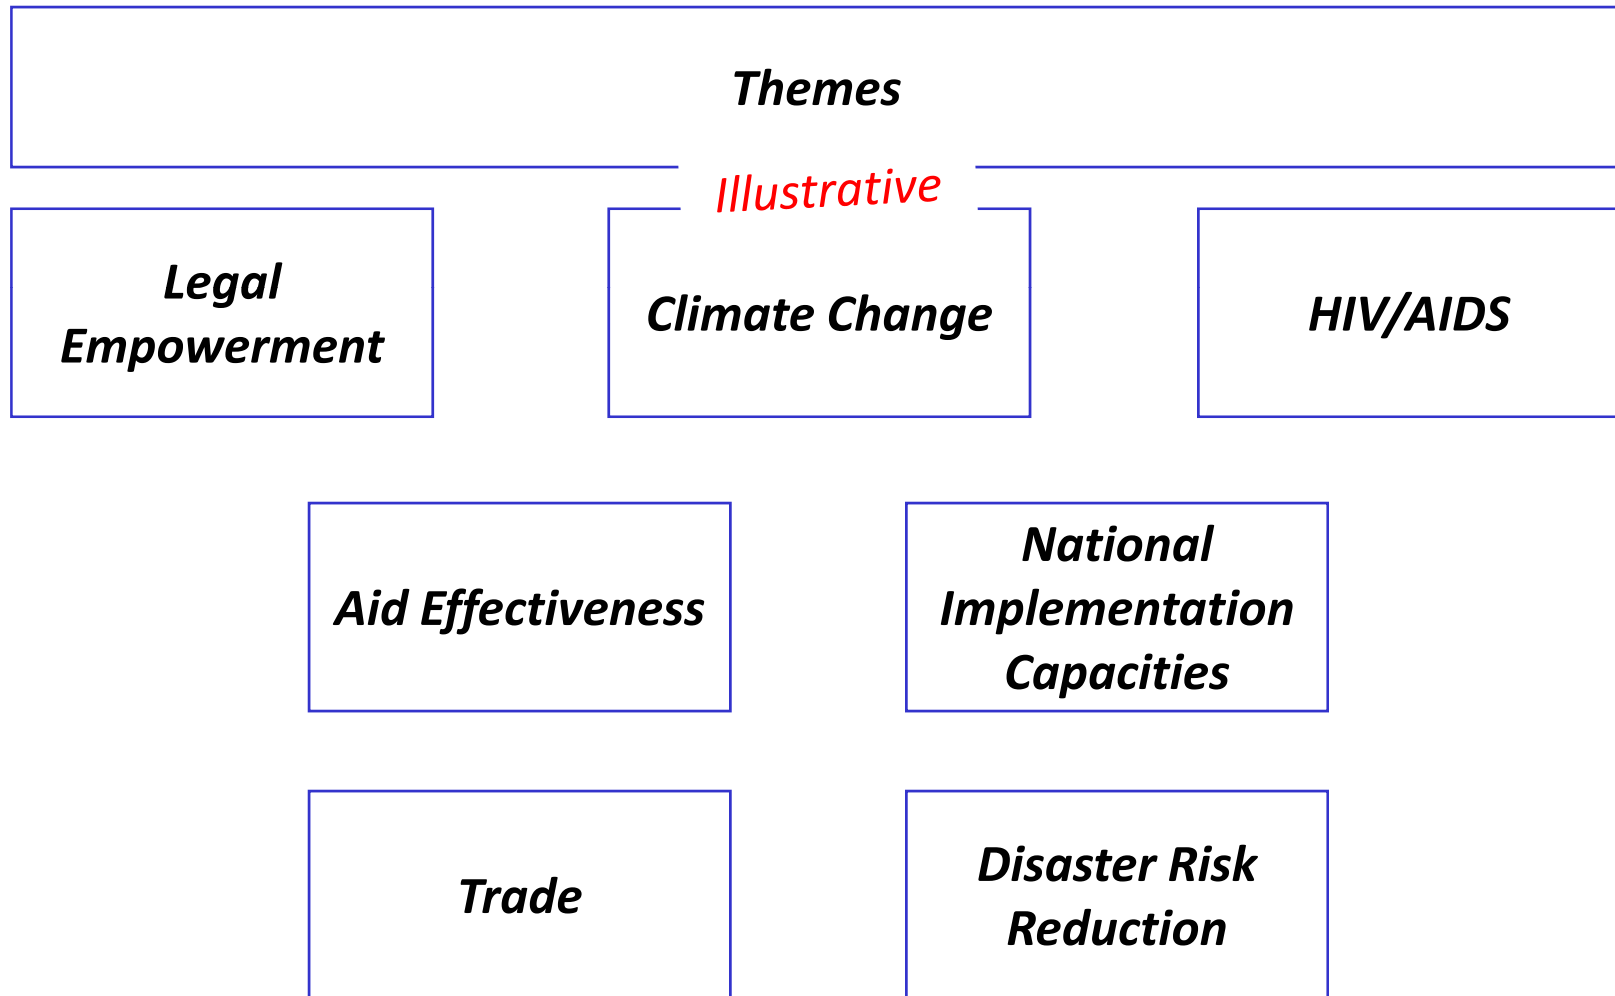 Themes
Illustrative
Legal
Empowerment
Climate Change
HIV/AIDS
Aid Effectiveness
National
Implementation
Capacities
Trade
Disaster Risk
Reduction